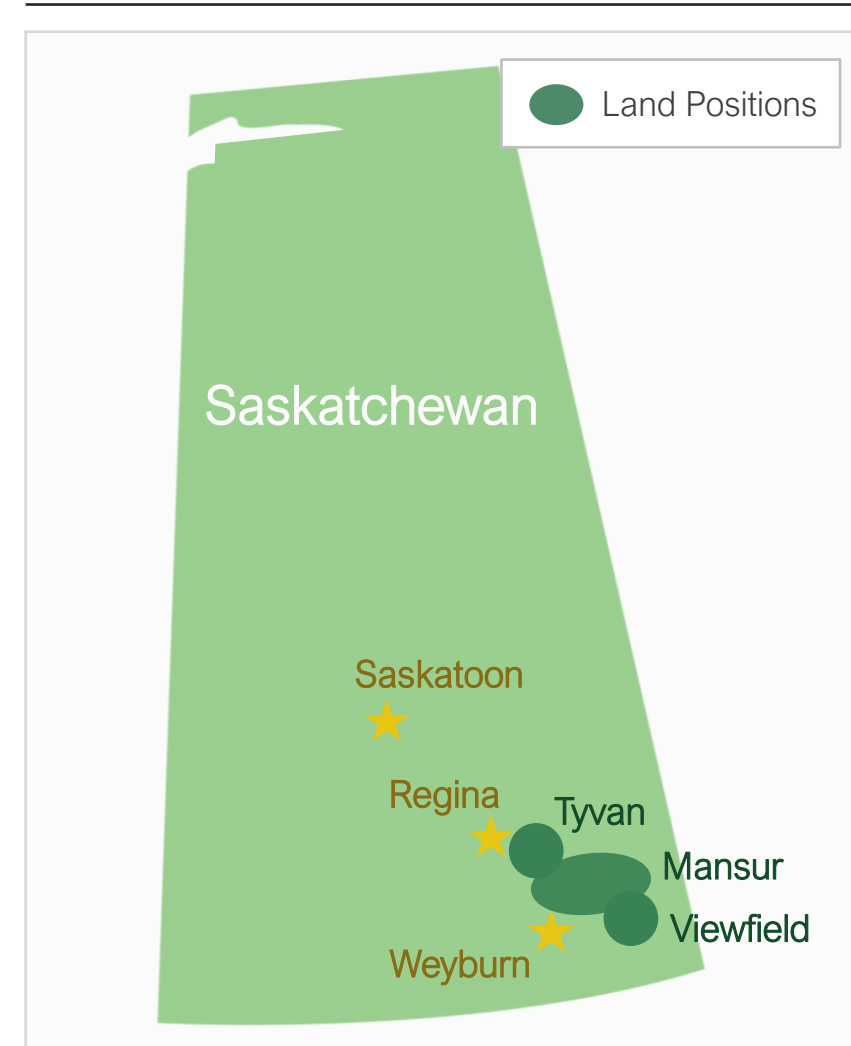 Land Positions
Saskatchewan
Saskatoon
Regina
Tyvan
Mansur
Viewfield
Weyburn